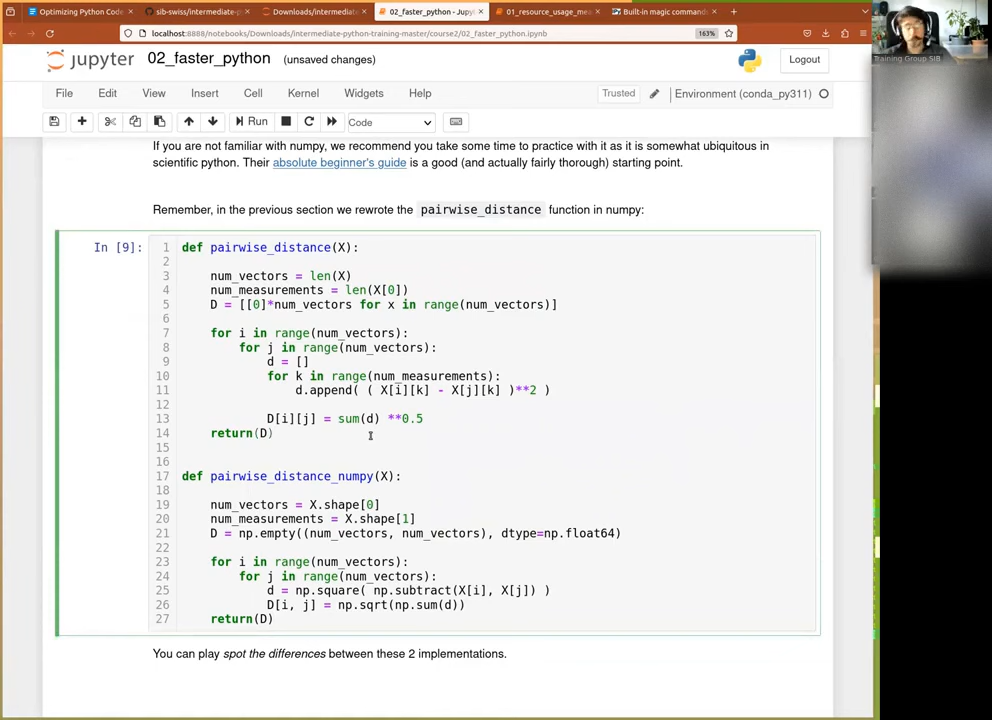 Optimizing Python Code
sib-swiss/intermediate-p
Downloads/intermediate
02_faster_python - Jupy
01_resource_usage_me
Built-in magic command
localhost:8888/notebooks/Downloads/intermediate-python-training-master/course2/02_faster_python.ipynb
163%
Training Group SIB
jupyter 02_faster_python (unsaved changes)
Logout
File Edit View Insert Cell Kernel Widgets Help
Trusted
Environment (conda_py311)
Run
Code
If you are not familiar with numpy, we recommend you take some time to practice with it as it is somewhat ubiquitous in
scientific python. Their absolute beginner's guide is a good (and actually fairly thorough) starting point.
Remember, in the previous section we rewrote the pairwise_distance function in numpy:
In [9]:
1 def pairwise_distance(X):
2
3 num_vectors = len(X)
4 num_measurements = len(X[0])
5 D = [[0]*num_vectors for x in range(num_vectors)]
6
7 for i in range(num_vectors):
8 for j in range(num_vectors):
9 d = []
10 for k in range(num_measurements):
11 d.append( ( X[i][k] - X[j][k] )**2 )
12
13 D[i][j] = sum(d) **0.5
14 return(D)
15
16
17 def pairwise_distance_numpy(X):
18
19 num_vectors = X.shape[0]
20 num_measurements = X.shape[1]
21 D = np.empty((num_vectors, num_vectors), dtype=np.float64)
22
23 for i in range(num_vectors):
24 for j in range(num_vectors):
25 d = np.square( np.subtract(X[i], X[j]) )
26 D[i, j] = np.sqrt(np.sum(d))
27 return(D)
You can play spot the differences between these 2 implementations.